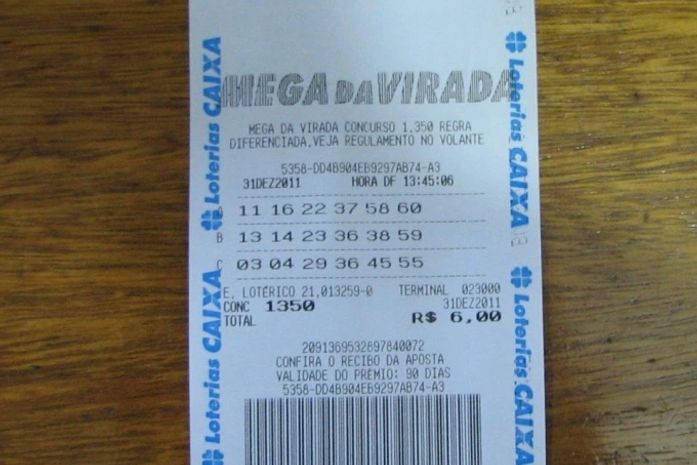 MEGA DA VIRADA
MEGA DA VIRADA CONCURSO 1.350 REGRA
DIFERENCIADA.VEJA REGULAMENTO NO VOLANTE
5358-DD4B904EB9297AB74-A3
31DEZ2011 HORA DF 13:45:06
A 11 16 22 37 58 60
B 13 14 23 36 38 59
C 03 04 29 36 45 55
E. LOTÉRICO 21.013259-0 TERMINAL 023000
CONC 1350 31DEZ2011
TOTAL R$ 6,00
2091369532697840072
CONFIRA O RECIBO DA APOSTA
VALIDADE DO PRÊMIO: 90 DIAS
5358-DD4B904EB9297AB74-A3
Loterias CAIXA
Loterias CAIXA
Loterias CAIXA
Loterias CAIXA